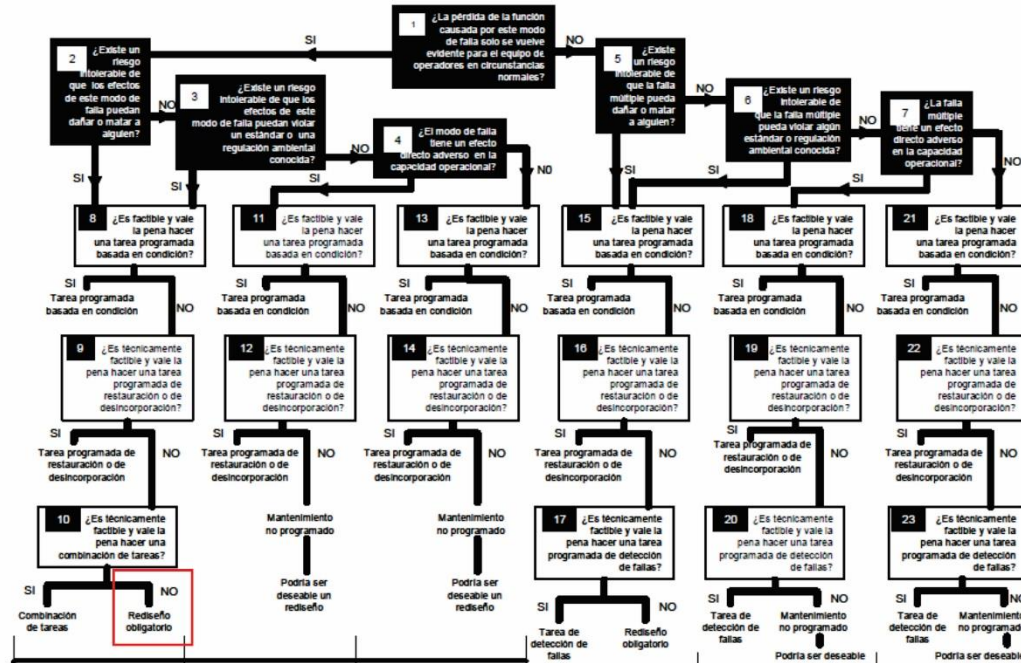 1
¿La pérdida de la función
causada por este modo
de falla solo se vuelve
evidente para el equipo de
operadores en circunstancias
normales?
SI
NO
2
¿Existe un
riesgo
intolerable de
que los efectos
de este modo de
falla puedan
dañar o matar a
alguien?
NO
SI
3
¿Existe un riesgo
intolerable de que los
efectos de este
modo de falla puedan violar
un estándar o una
regulación ambiental
conocida?
NO
SI
4
¿El modo de falla
tiene un efecto
directo adverso en la
capacidad operacional?
SI
NO
5
¿Existe
un riesgo
intolerable
de que la falla
múltiple pueda
dañar o matar
a alguien?
NO
SI
6
¿Existe un riesgo
intolerable de
que la falla múltiple
pueda violar algún
estándar o regulación
ambiental conocida?
NO
SI
7
¿La falla
múltiple
tiene un efecto
directo adverso
en la capacidad
operacional?
SI
NO
8
¿Es factible y vale
la pena hacer
una tarea programada
basada en condición?
SI
NO
Tarea programada
basada en condición
11
¿Es factible y vale
la pena hacer
una tarea programada
basada en condición?
SI
NO
Tarea programada
basada en condición
13
¿Es factible y vale
la pena hacer
una tarea programada
basada en condición?
SI
NO
Tarea programada
basada en condición
15
¿Es factible y vale
la pena hacer
una tarea programada
basada en condición?
SI
NO
Tarea programada
basada en condición
18
¿Es factible y vale
la pena hacer
una tarea programada
basada en condición?
SI
NO
Tarea programada
basada en condición
21
¿Es factible y vale
la pena hacer
una tarea programada
basada en condición?
SI
NO
Tarea programada
basada en condición
9
¿Es técnicamente
factible y vale la
pena hacer una tarea
programada de
restauración o de
desincorporación?
SI
NO
Tarea programada de
restauración o de
desincorporación
12
¿Es técnicamente
factible y vale la
pena hacer una tarea
programada de
restauración o de
desincorporación?
SI
NO
Tarea programada de
restauración o de
desincorporación
14
¿Es técnicamente
factible y vale la
pena hacer una tarea
programada de
restauración o de
desincorporación?
SI
NO
Tarea programada de
restauración o de
desincorporación
16
¿Es técnicamente
factible y vale la
pena hacer una tarea
programada de
restauración o de
desincorporación?
SI
NO
Tarea programada de
restauración o de
desincorporación
19
¿Es técnicamente
factible y vale la
pena hacer una tarea
programada de
restauración o de
desincorporación?
SI
NO
Tarea programada de
restauración o de
desincorporación
22
¿Es técnicamente
factible y vale la
pena hacer una tarea
programada de
restauración o de
desincorporación?
SI
NO
Tarea programada de
restauración o de
desincorporación
10
¿Es técnicamente
factible y vale la
pena hacer una
combinación de tareas?
SI
NO
Combinación
de tareas
Rediseño
obligatorio
Mantenimiento
no programado
Podría ser
deseable un
rediseño
Mantenimiento
no programado
Podría ser
deseable un
rediseño
17
¿Es técnicamente
factible y vale la
pena hacer una tarea
programada de detección
de fallas?
SI
NO
Tarea de
detección de
fallas
Rediseño
obligatorio
20
¿Es técnicamente
factible y vale la
pena hacer una tarea
programada de detección
de fallas?
SI
NO
Tarea de
detección de
fallas
Mantenimiento
no programado
Podría ser deseable
23
¿Es técnicamente
factible y vale la
pena hacer una tarea
programada de detección
de fallas?
SI
NO
Tarea de
detección de
fallas
Mantenimiento
no programado
Podría ser deseable